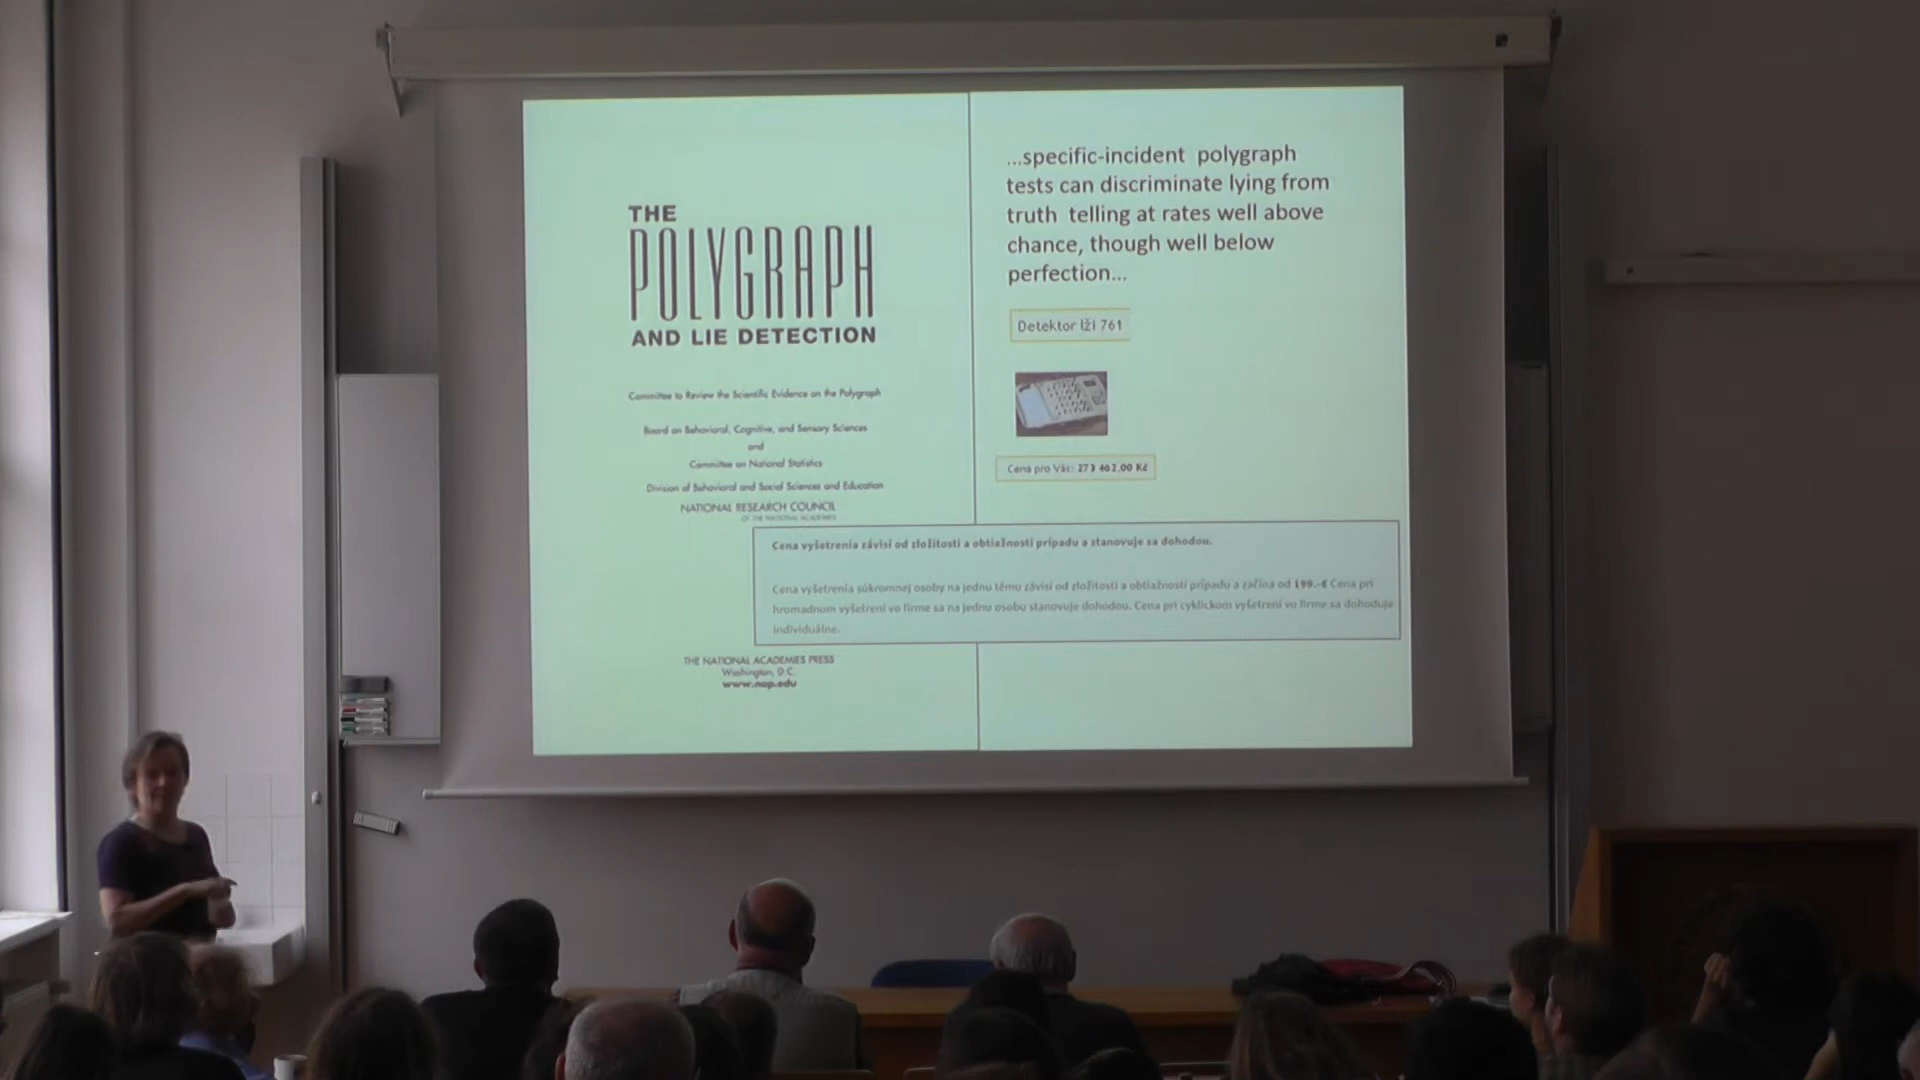 THE
POLYGRAPH
AND LIE DETECTION
Committee to Review the Scientific Evidence on the Polygraph
Board on Behavioral, Cognitive, and Sensory Sciences
and
Committee on National Statistics
Division of Behavioral and Social Sciences and Education
NATIONAL RESEARCH COUNCIL
OF THE NATIONAL ACADEMIES
THE NATIONAL ACADEMIES PRESS
Washington, D.C.
www.nap.edu
...specific-incident polygraph
tests can discriminate lying from
truth telling at rates well above
chance, though well below
perfection...
Detektor lží 761
Cena pro Vás: 273 462,00 Kč
Cena vyšetrenia závisí od zložitosti a obtiažnosti prípadu a stanovuje sa dohodou.
Cena vyšetrenia súkromnej osoby na jednu tému závisí od zložitosti a obtiažnosti prípadu a začína od 199.-€ Cena pri
hromadnom vyšetrení vo firme sa na jednu osobu stanovuje dohodou. Cena pri cyklickom vyšetrení vo firme sa dohoduje
individuálne.